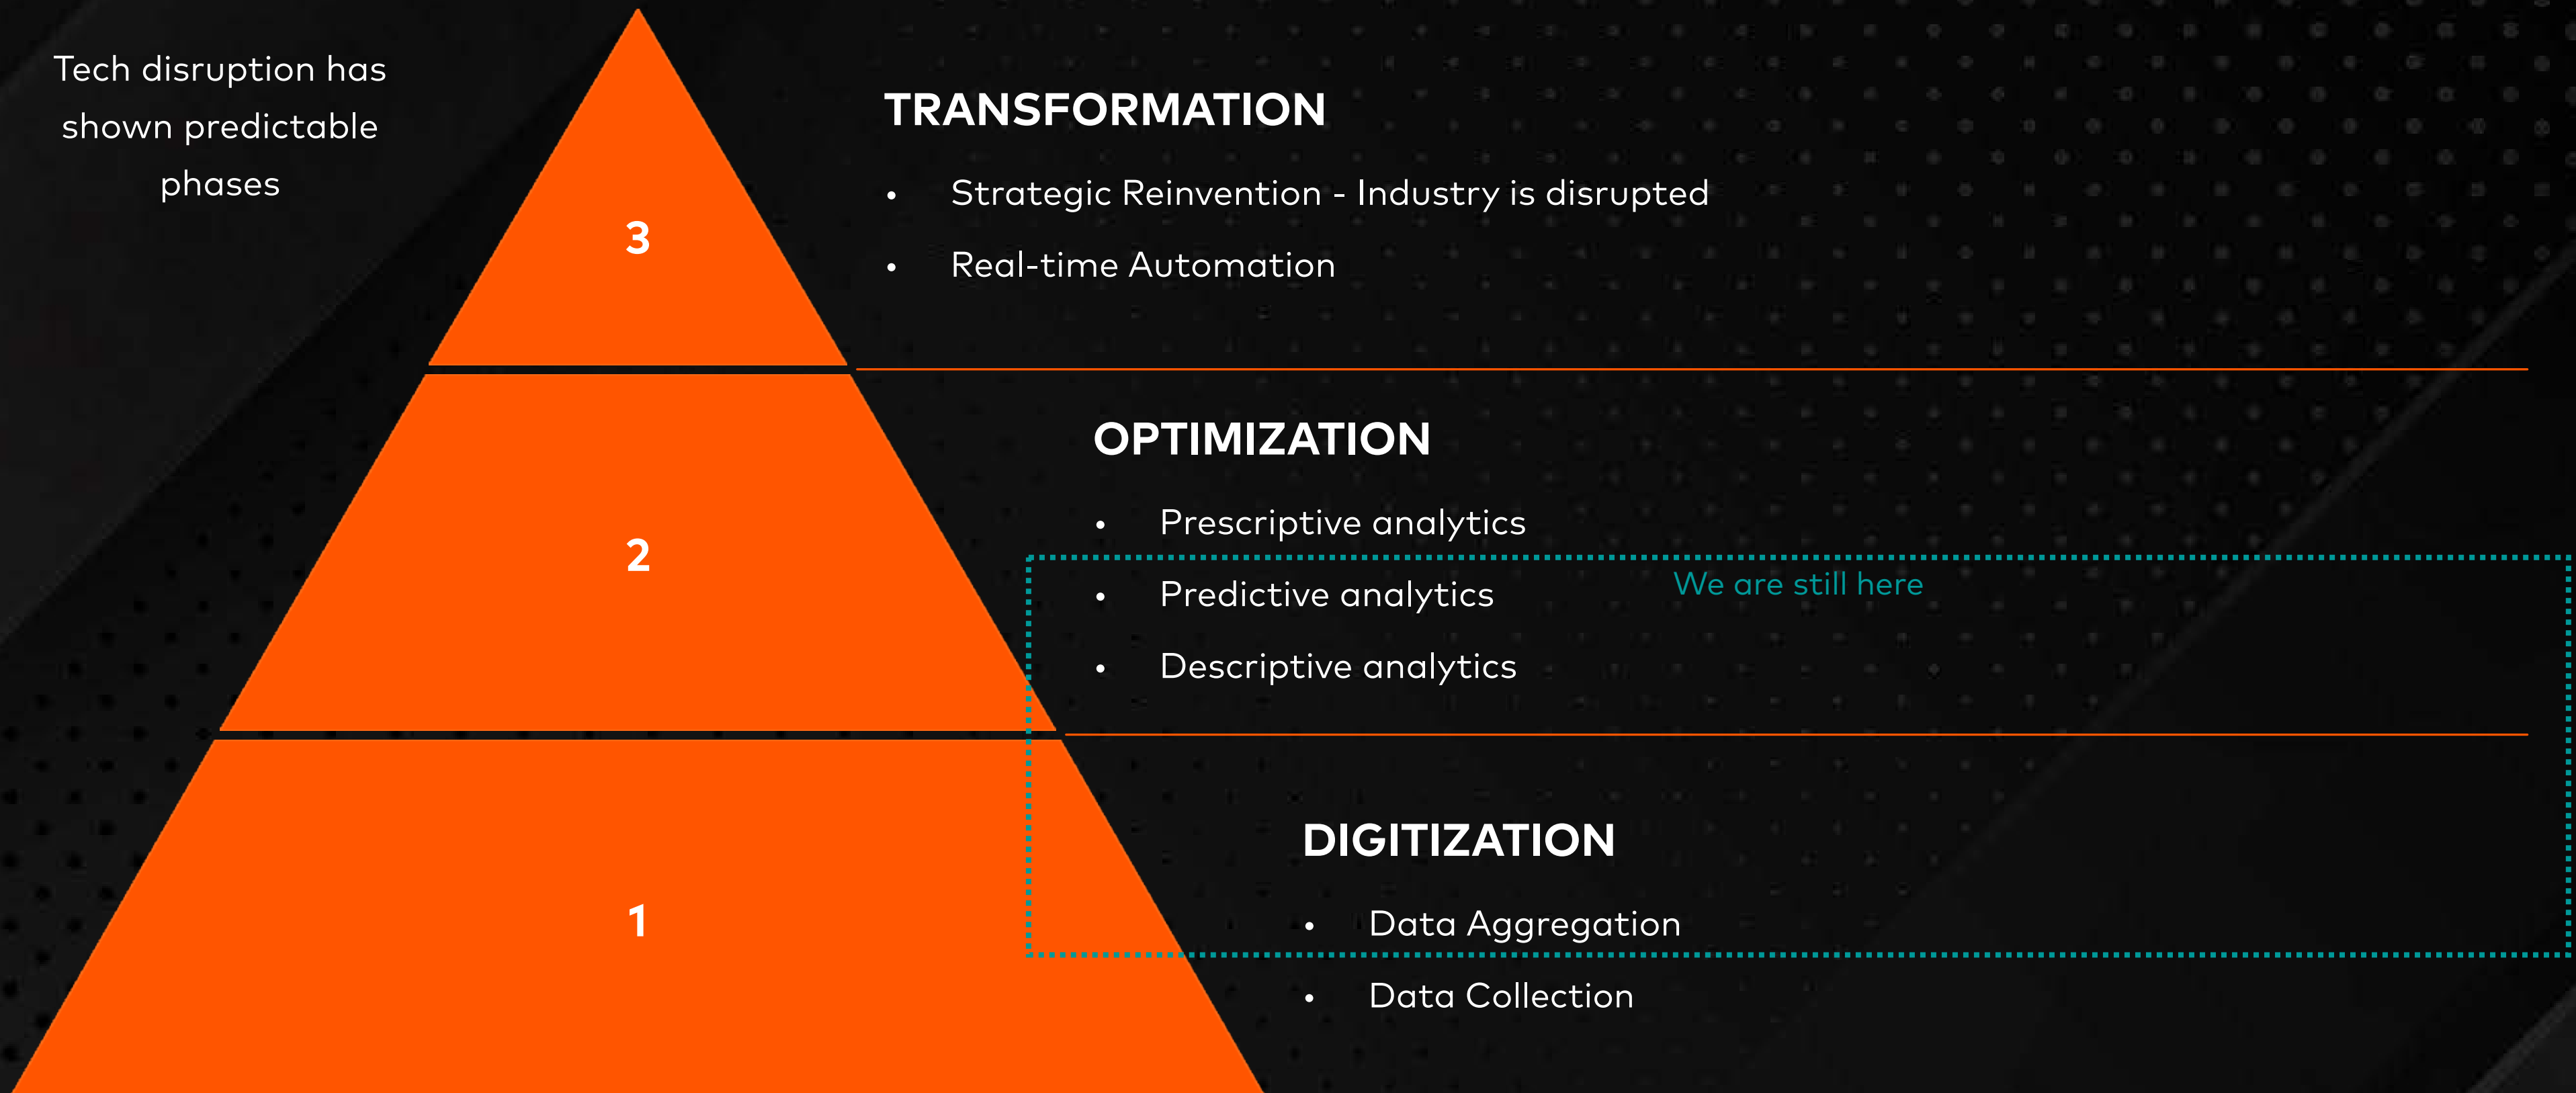 Tech disruption has
shown predictable
phases
3
TRANSFORMATION
• Strategic Reinvention - Industry is disrupted
• Real-time Automation
2
OPTIMIZATION
• Prescriptive analytics
• Predictive analytics
We are still here
• Descriptive analytics
1
DIGITIZATION
• Data Aggregation
• Data Collection